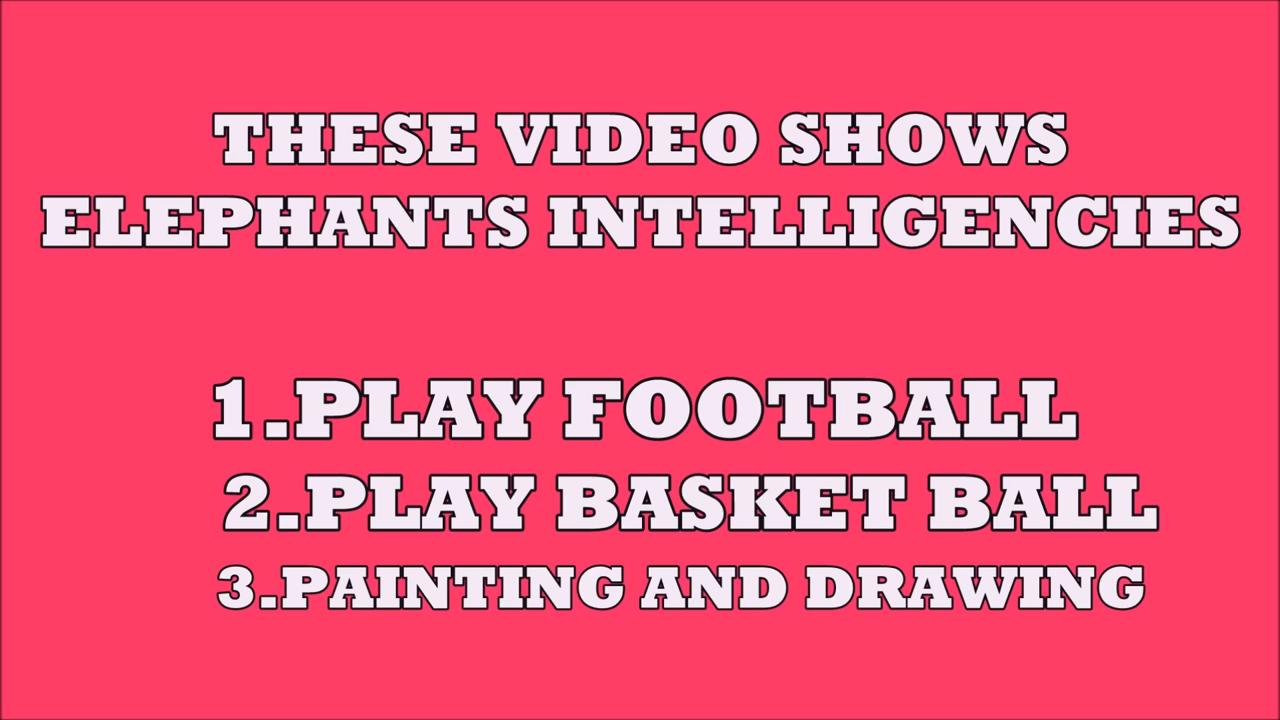 THESE VIDEO SHOWS
ELEPHANTS INTELLIGENCIES
1.PLAY FOOTBALL
2.PLAY BASKET BALL
3.PAINTING AND DRAWING